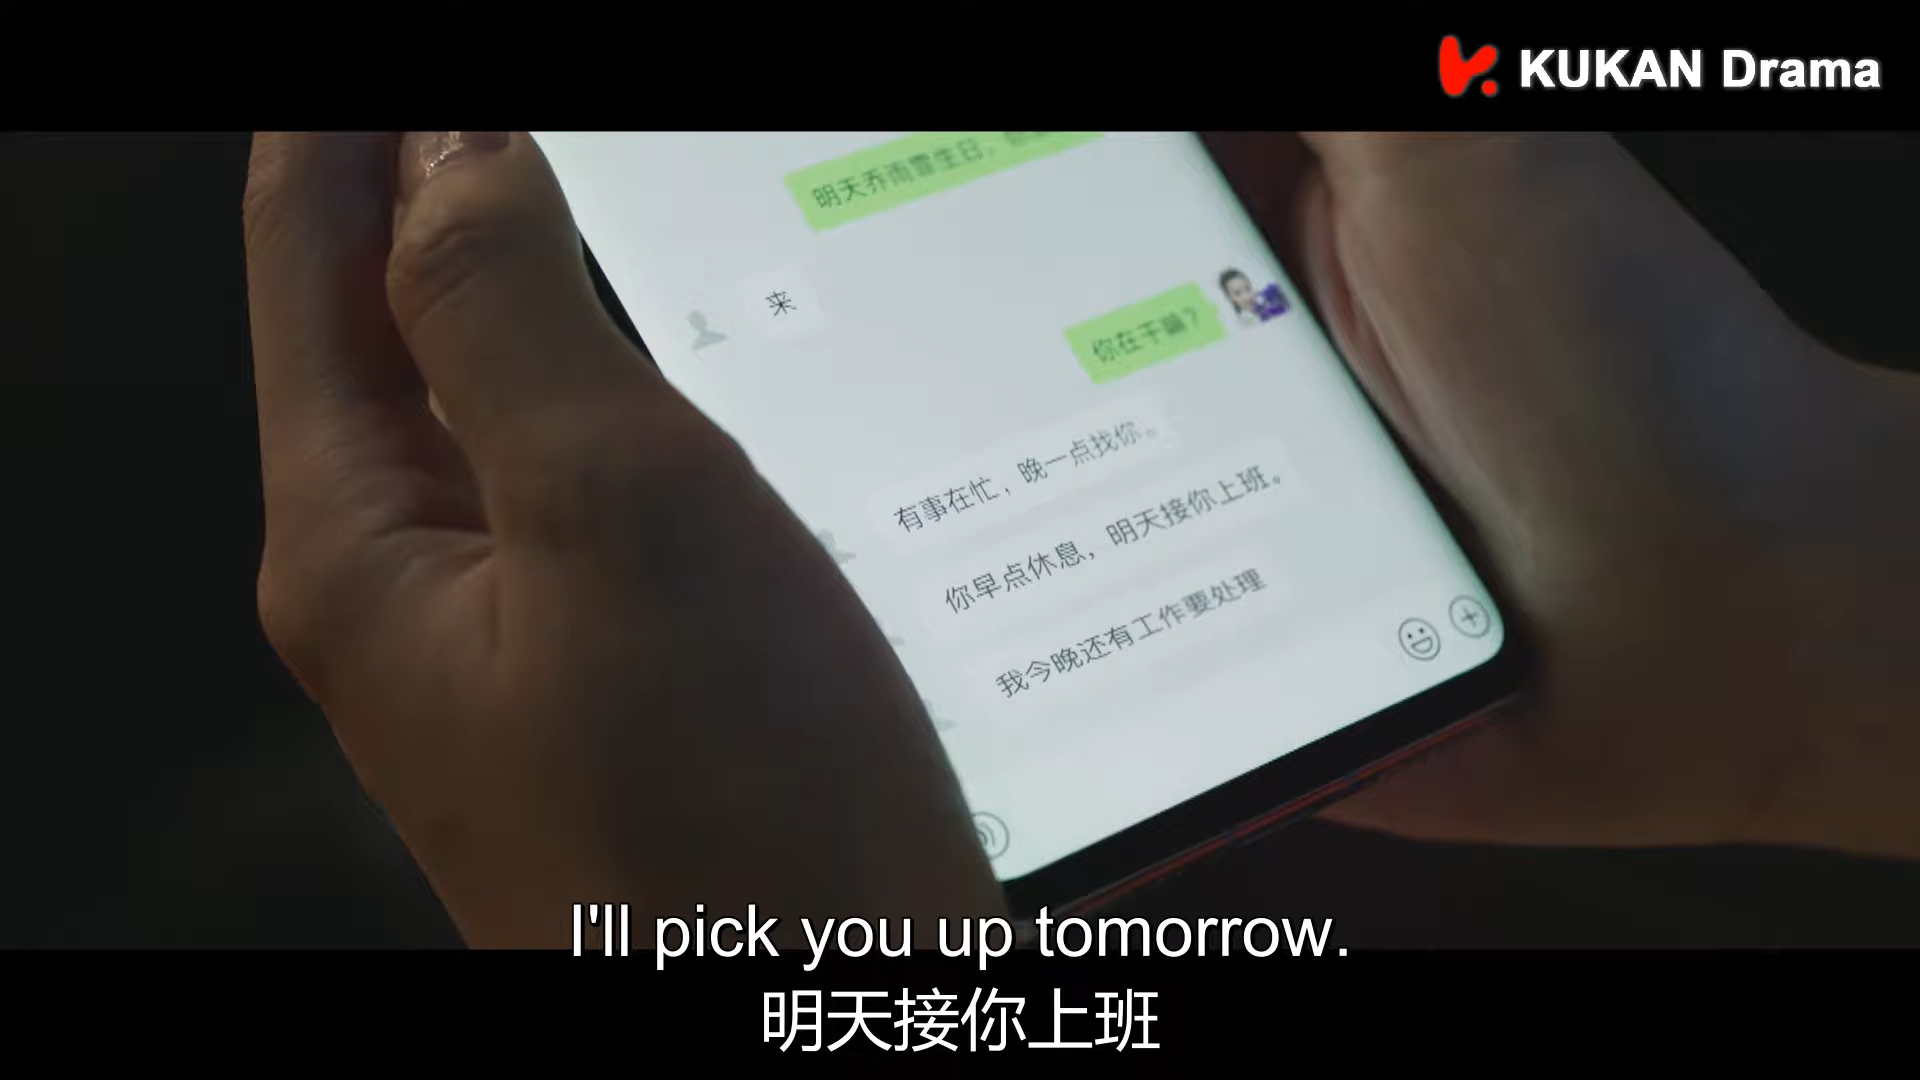 KUKAN Drama
明天乔雨雪生日，
来
你在干嘛？
有事在忙，晚一点找你。
你早点休息，明天接你上班。
我今晚还有工作要处理
I'll pick you up tomorrow.
明天接你上班